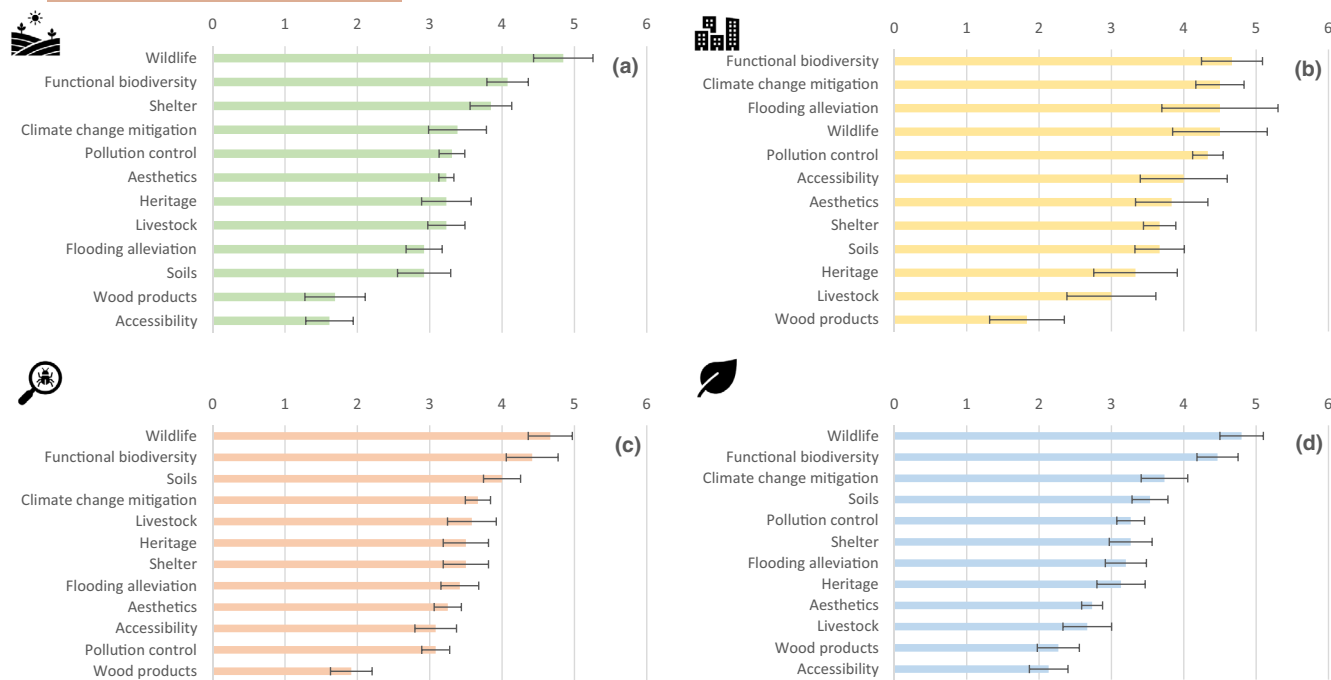 0 1 2 3 4 5 6
(a)
Wildlife
Functional biodiversity
Shelter
Climate change mitigation
Pollution control
Aesthetics
Heritage
Livestock
Flooding alleviation
Soils
Wood products
Accessibility
0 1 2 3 4 5 6
(b)
Functional biodiversity
Climate change mitigation
Flooding alleviation
Wildlife
Pollution control
Accessibility
Aesthetics
Shelter
Soils
Heritage
Livestock
Wood products
0 1 2 3 4 5 6
(c)
Wildlife
Functional biodiversity
Soils
Climate change mitigation
Livestock
Heritage
Shelter
Flooding alleviation
Aesthetics
Accessibility
Pollution control
Wood products
0 1 2 3 4 5 6
(d)
Wildlife
Functional biodiversity
Climate change mitigation
Soils
Pollution control
Shelter
Flooding alleviation
Heritage
Aesthetics
Livestock
Wood products
Accessibility